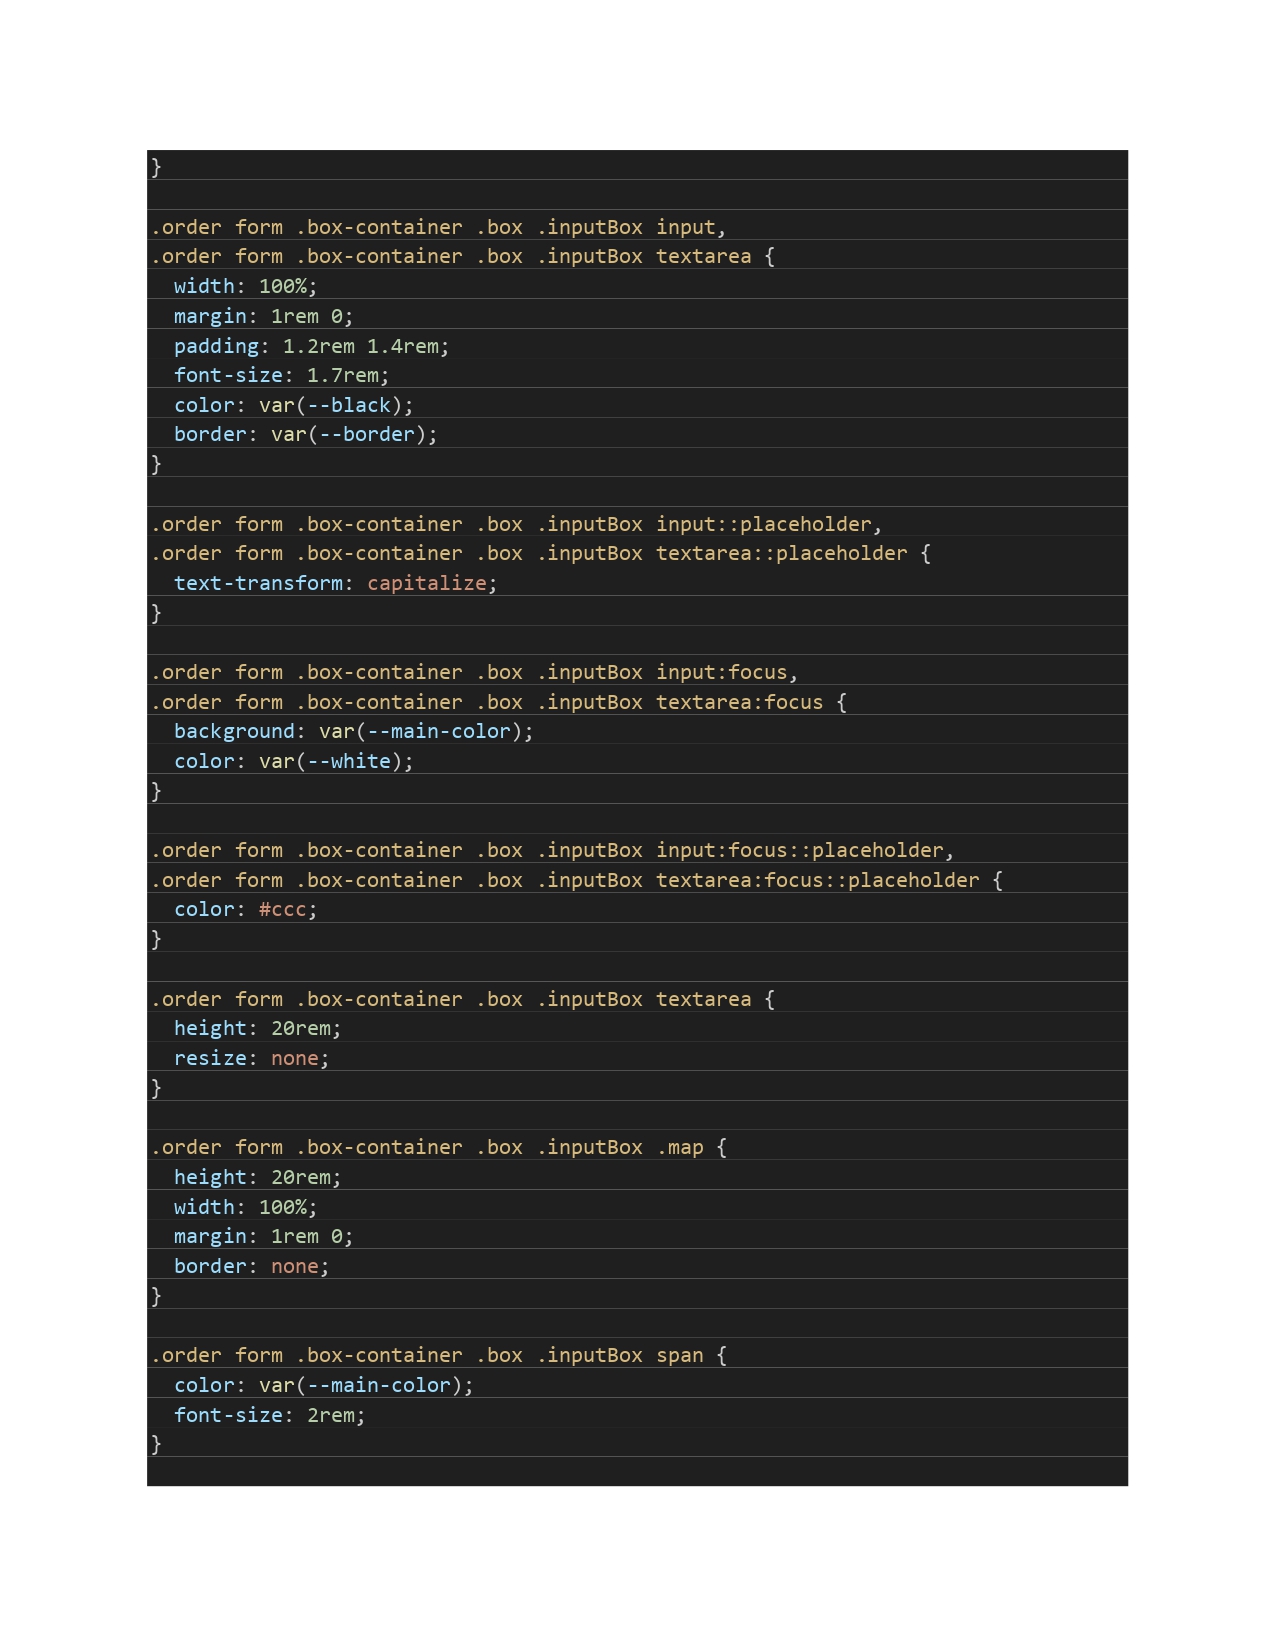 }

.order form .box-container .box .inputBox input,
.order form .box-container .box .inputBox textarea {
  width: 100%;
  margin: 1rem 0;
  padding: 1.2rem 1.4rem;
  font-size: 1.7rem;
  color: var(--black);
  border: var(--border);
}

.order form .box-container .box .inputBox input::placeholder,
.order form .box-container .box .inputBox textarea::placeholder {
  text-transform: capitalize;
}

.order form .box-container .box .inputBox input:focus,
.order form .box-container .box .inputBox textarea:focus {
  background: var(--main-color);
  color: var(--white);
}

.order form .box-container .box .inputBox input:focus::placeholder,
.order form .box-container .box .inputBox textarea:focus::placeholder {
  color: #ccc;
}

.order form .box-container .box .inputBox textarea {
  height: 20rem;
  resize: none;
}

.order form .box-container .box .inputBox .map {
  height: 20rem;
  width: 100%;
  margin: 1rem 0;
  border: none;
}

.order form .box-container .box .inputBox span {
  color: var(--main-color);
  font-size: 2rem;
}